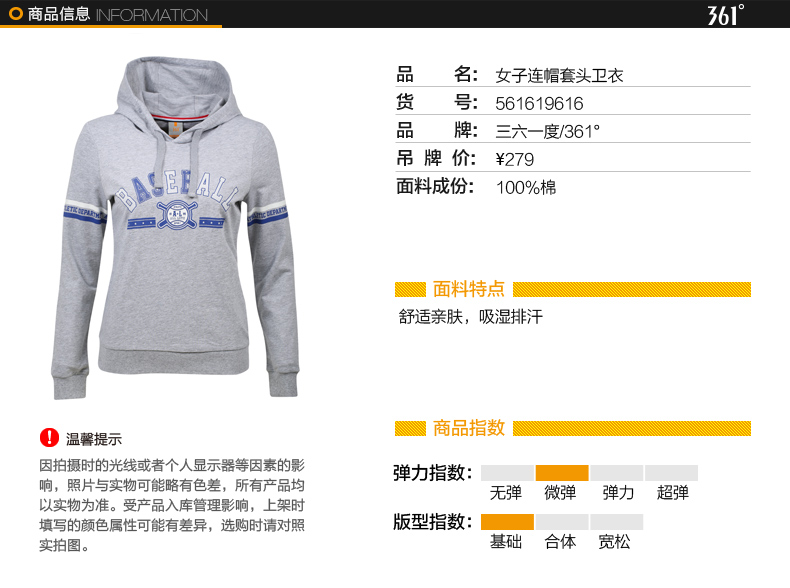 商品信息 INFORMATION
361°
品 名: 女子连帽套头卫衣
货 号: 561619616
品 牌: 三六一度/361°
吊 牌 价: ¥279
面料成份: 100%棉
BASEBALL
面料特点
舒适亲肤，吸湿排汗
温馨提示
因拍摄时的光线或者个人显示器等因素的影
响，照片与实物可能略有色差，所有产品均
以实物为准。受产品入库管理影响，上架时
填写的颜色属性可能有差异，选购时请对照
实拍图。
商品指数
弹力指数:
无弹 微弹 弹力 超弹
版型指数:
基础 合体 宽松